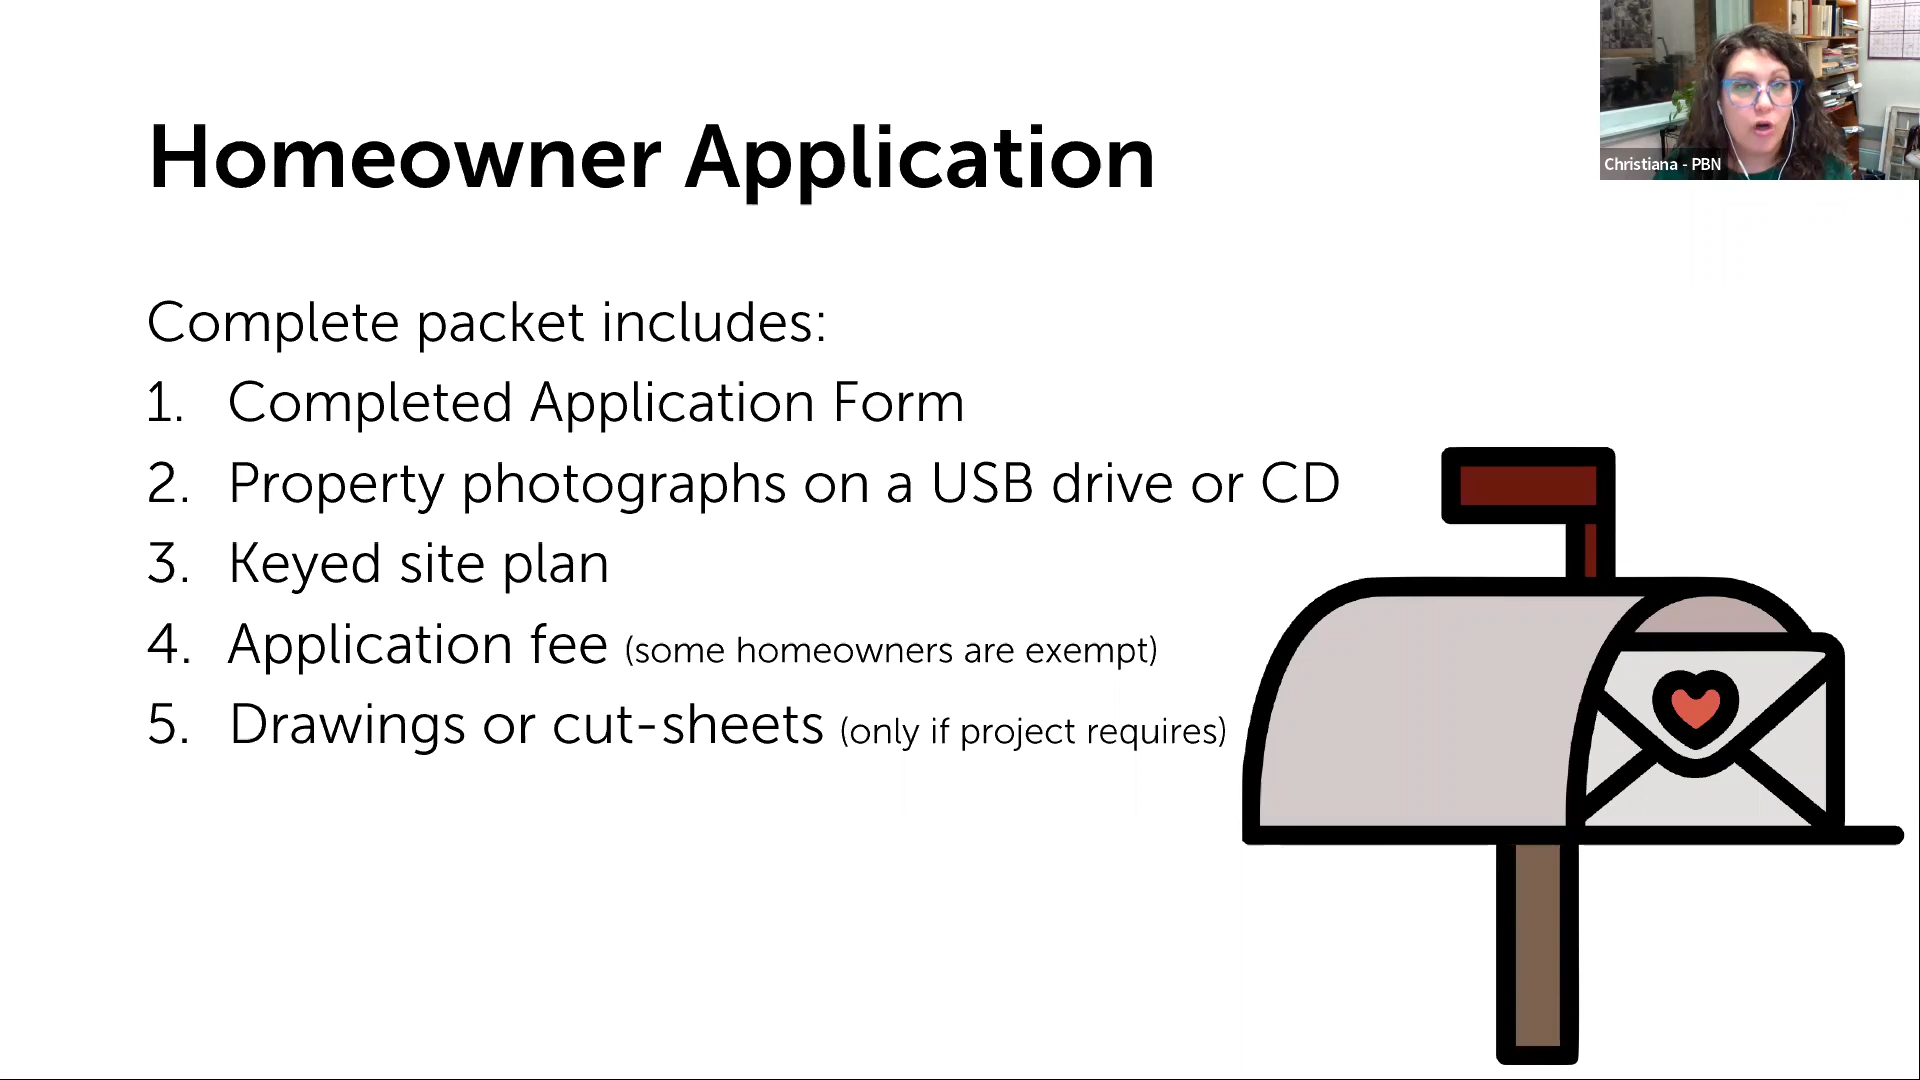 Christiana - PBN
Homeowner Application
Complete packet includes:
1. Completed Application Form
2. Property photographs on a USB drive or CD
3. Keyed site plan
4. Application fee (some homeowners are exempt)
5. Drawings or cut-sheets (only if project requires)